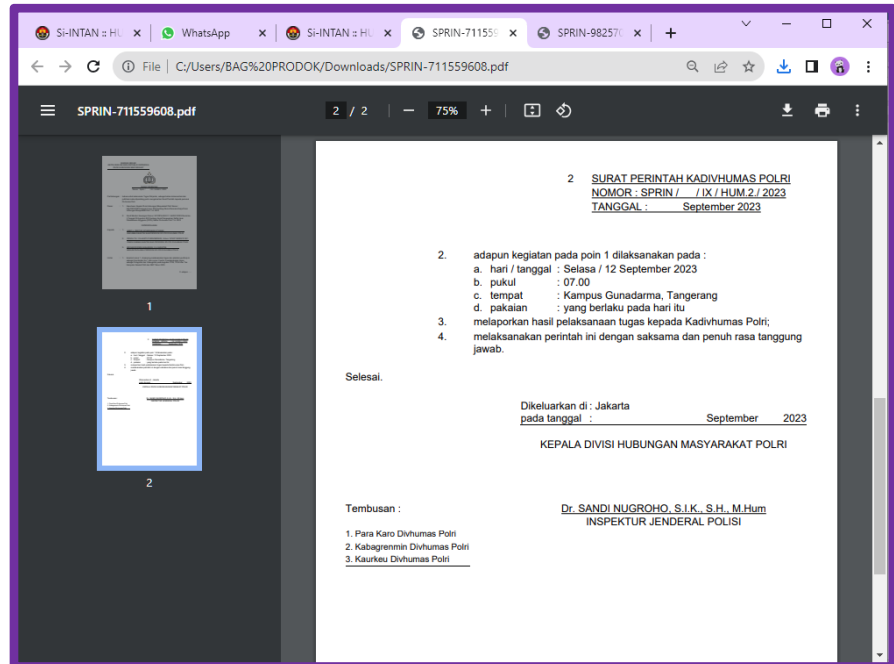 Si-INTAN :: HU
WhatsApp
Si-INTAN :: HU
SPRIN-711559
SPRIN-982570
File
C:/Users/BAG%20PRODOK/Downloads/SPRIN-711559608.pdf
SPRIN-711559608.pdf
2 / 2
75%
1
2
2 SURAT PERINTAH KADIVHUMAS POLRI
NOMOR : SPRIN / / IX / HUM.2./ 2023
TANGGAL : September 2023
2. adapun kegiatan pada poin 1 dilaksanakan pada :
a. hari / tanggal : Selasa / 12 September 2023
b. pukul : 07.00
c. tempat : Kampus Gunadarma, Tangerang
d. pakaian : yang berlaku pada hari itu
3. melaporkan hasil pelaksanaan tugas kepada Kadivhumas Polri;
4. melaksanakan perintah ini dengan saksama dan penuh rasa tanggung
jawab.
Selesai.
Dikeluarkan di : Jakarta
pada tanggal : September 2023
KEPALA DIVISI HUBUNGAN MASYARAKAT POLRI
Tembusan :
Dr. SANDI NUGROHO, S.I.K., S.H., M.Hum
INSPEKTUR JENDERAL POLISI
1. Para Karo Divhumas Polri
2. Kabagrenmin Divhumas Polri
3. Kaurkeu Divhumas Polri